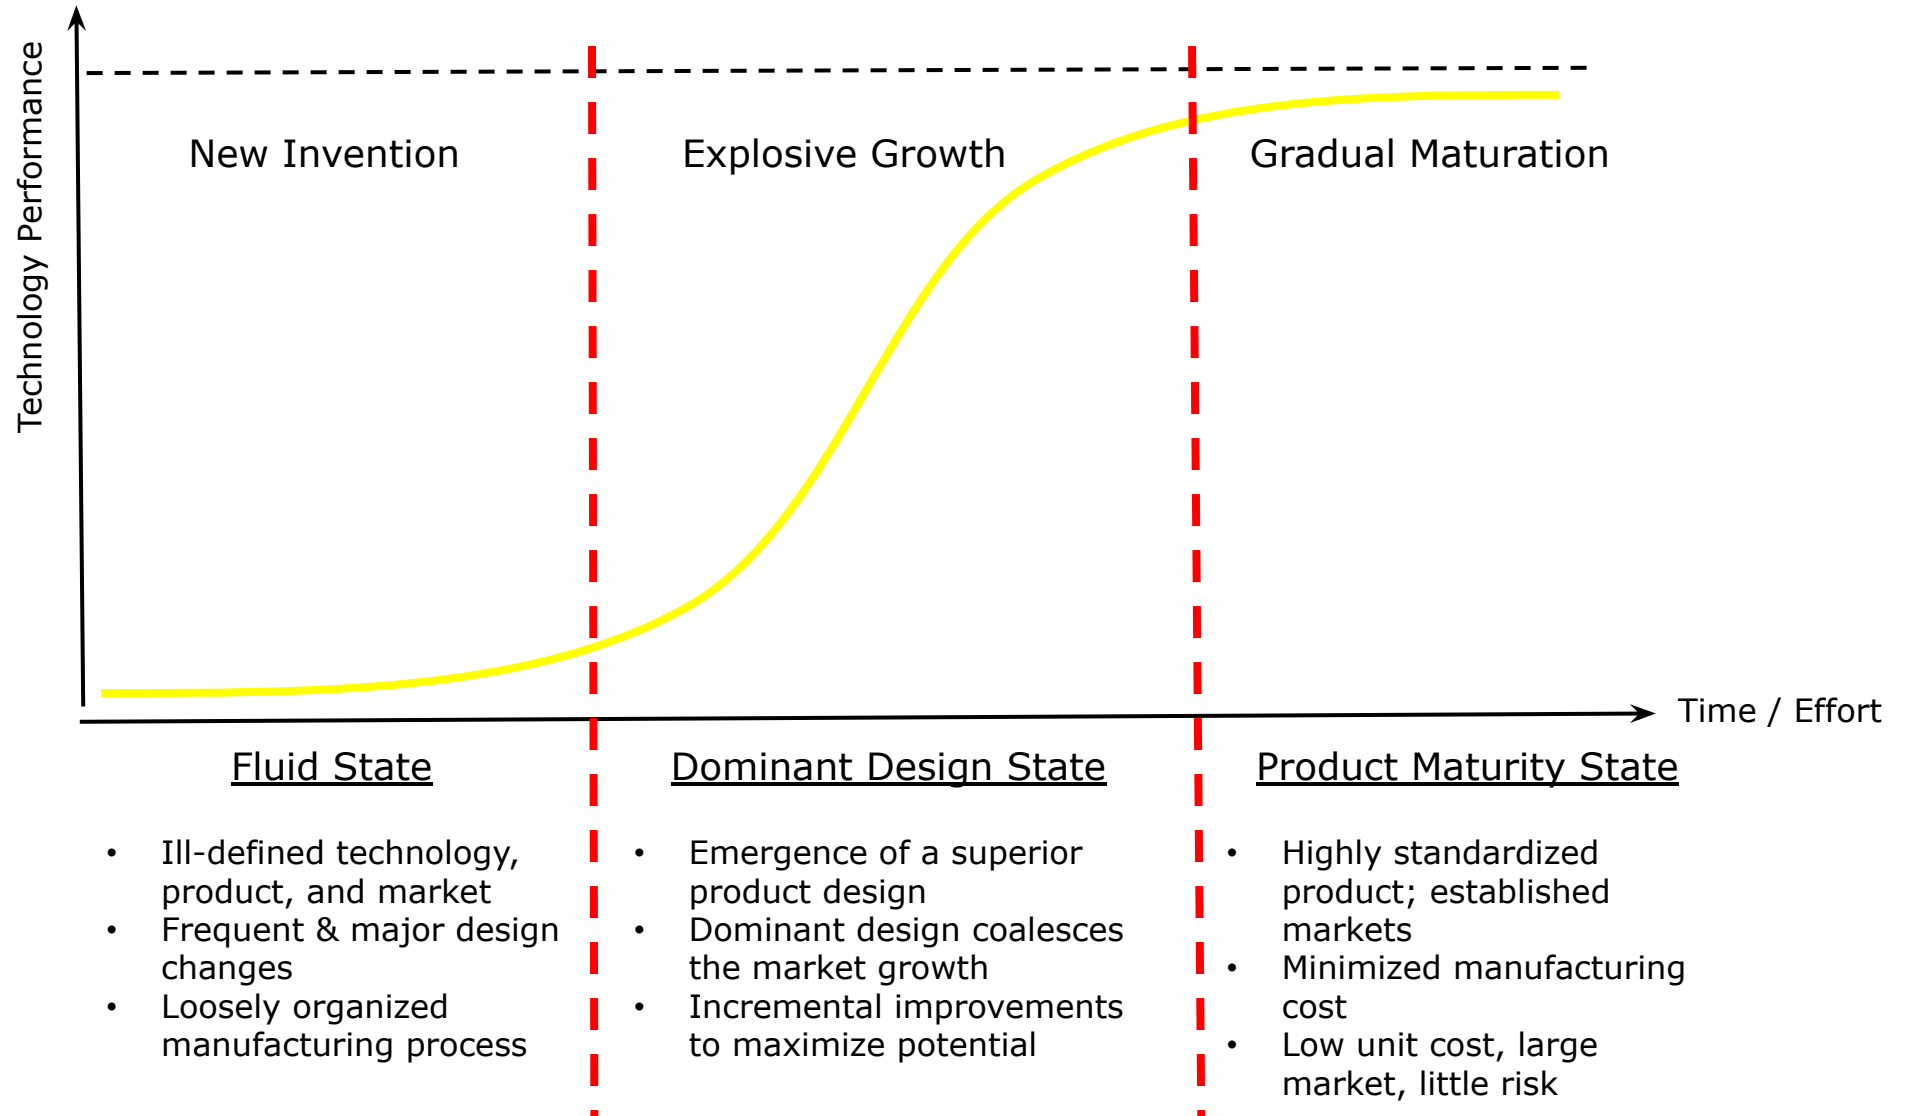 Technology Performance
New Invention
Explosive Growth
Gradual Maturation
Time / Effort
Fluid State
• Ill-defined technology,
product, and market
• Frequent & major design
changes
• Loosely organized
manufacturing process
Dominant Design State
• Emergence of a superior
product design
• Dominant design coalesces
the market growth
• Incremental improvements
to maximize potential
Product Maturity State
• Highly standardized
product; established
markets
• Minimized manufacturing
cost
• Low unit cost, large
market, little risk